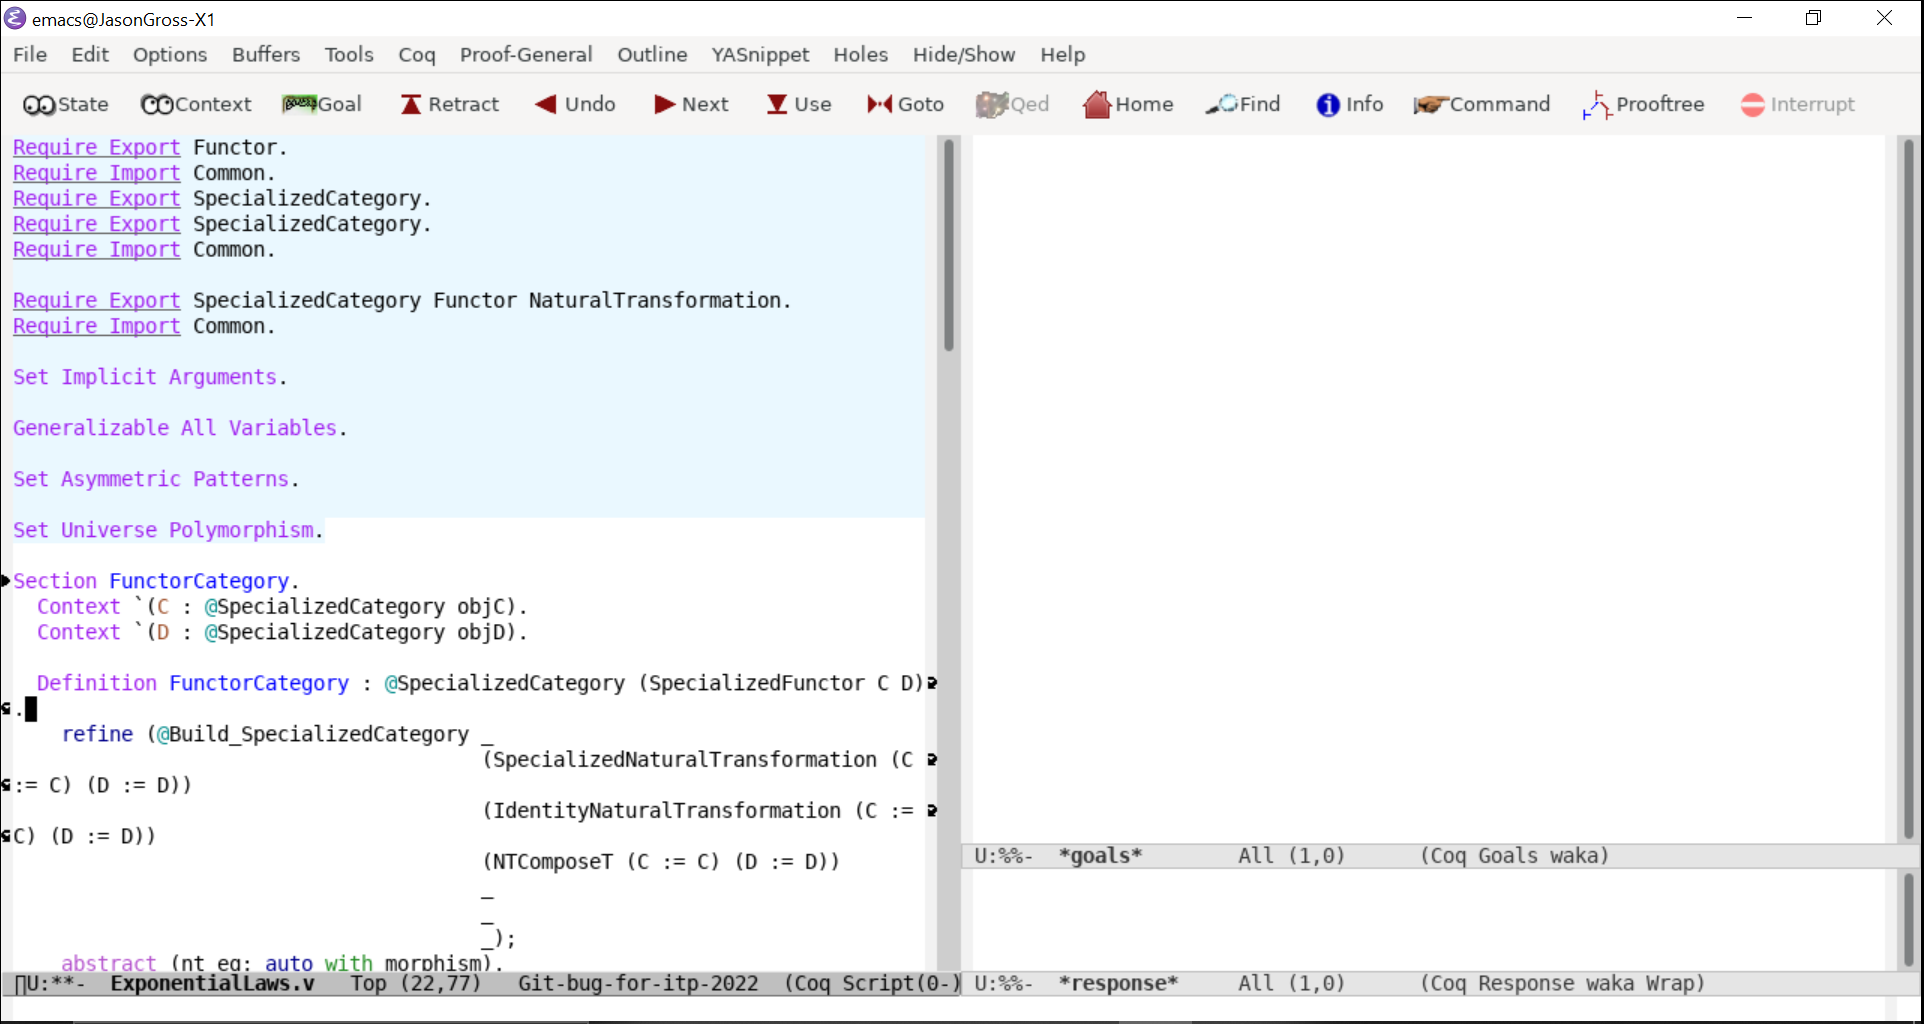 emacs@JasonGross-X1
File Edit Options Buffers Tools Coq Proof-General Outline YASnippet Holes Hide/Show Help
State Context Goal Retract Undo Next Use Goto Qed Home Find Info Command Prooftree Interrupt
Require Export Functor.
Require Import Common.
Require Export SpecializedCategory.
Require Export SpecializedCategory.
Require Import Common.
Require Export SpecializedCategory Functor NaturalTransformation.
Require Import Common.
Set Implicit Arguments.
Generalizable All Variables.
Set Asymmetric Patterns.
Set Universe Polymorphism.
Section FunctorCategory.
Context `(C : @SpecializedCategory objC).
Context `(D : @SpecializedCategory objD).
Definition FunctorCategory : @SpecializedCategory (SpecializedFunctor C D)
.
refine (@Build_SpecializedCategory _
(SpecializedNaturalTransformation (C
:= C) (D := D))
(IdentityNaturalTransformation (C :=
C) (D := D))
(NTComposeT (C := C) (D := D))
_
_
_);
abstract (nt_eq; auto with morphism).
U:**- ExponentialLaws.v Top (22,77) Git-bug-for-itp-2022 (Coq Script(0-)
U:%%- *goals* All (1,0) (Coq Goals waka)
U:%%- *response* All (1,0) (Coq Response waka Wrap)